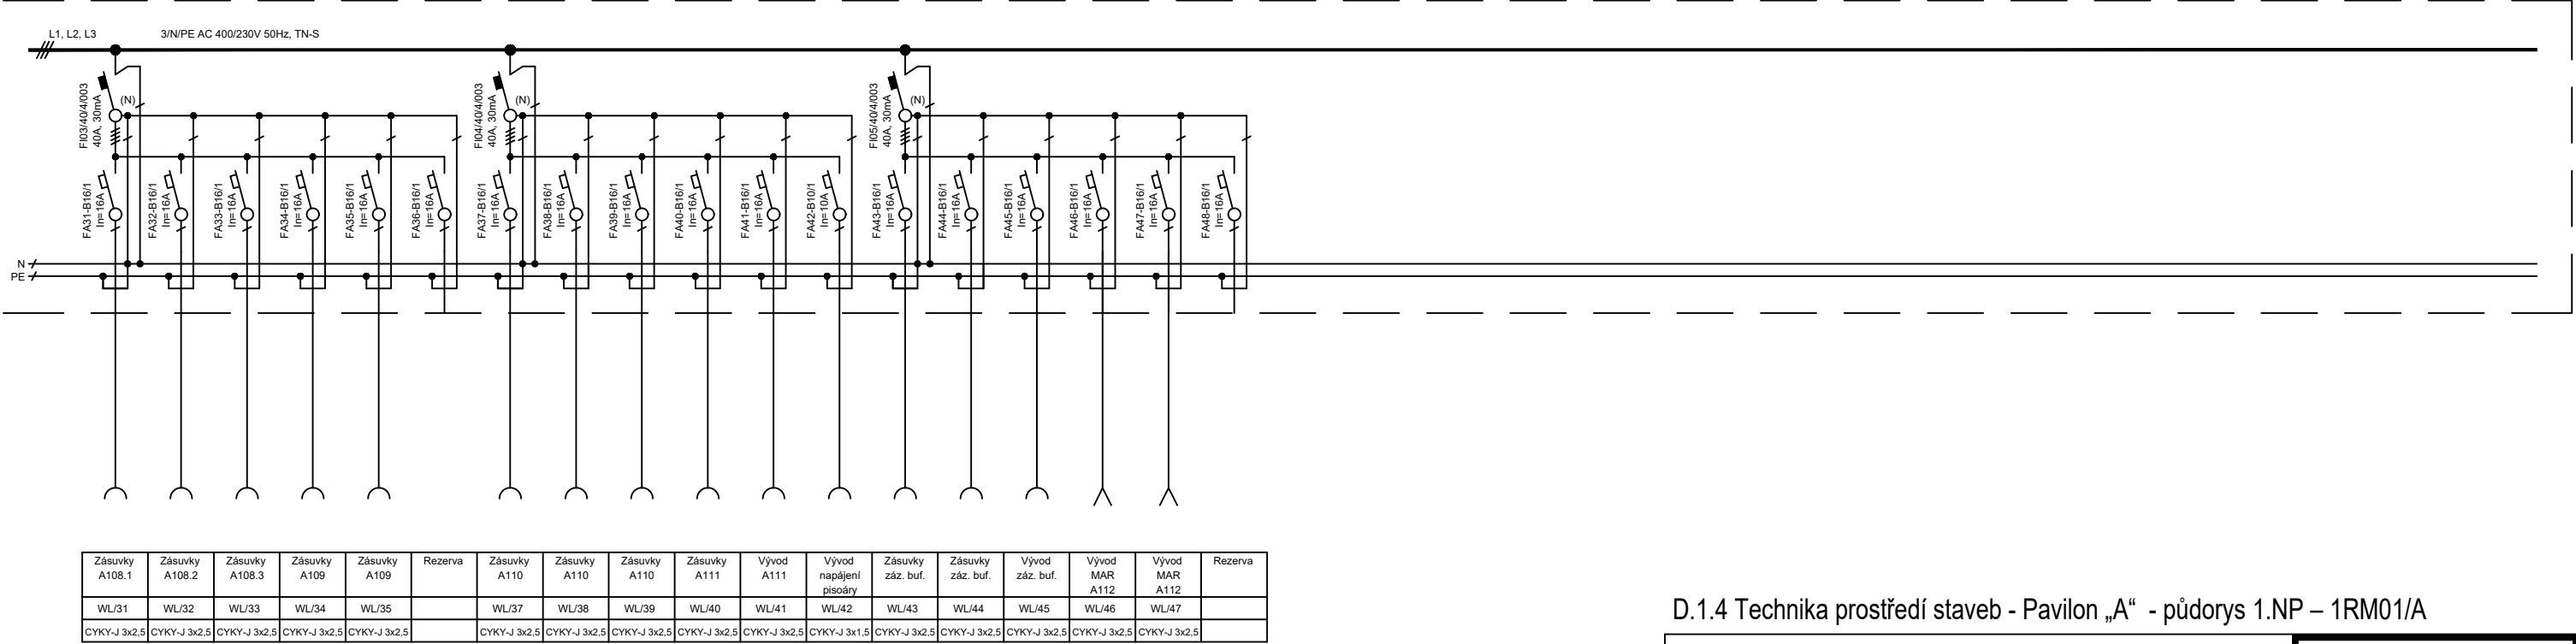 L1, L2, L3
3/N/PE AC 400/230V 50Hz, TN-S
FI03/40/4/003
40A, 30mA
(N)
FI04/40/4/003
40A, 30mA
(N)
FI05/40/4/003
40A, 30mA
(N)
FA31-B16/1
In=16A
FA32-B16/1
In=16A
FA33-B16/1
In=16A
FA34-B16/1
In=16A
FA35-B16/1
In=16A
FA36-B16/1
In=16A
FA37-B16/1
In=16A
FA38-B16/1
In=16A
FA39-B16/1
In=16A
FA40-B16/1
In=16A
FA41-B16/1
In=16A
FA42-B10/1
In=10A
FA43-B16/1
In=16A
FA44-B16/1
In=16A
FA45-B16/1
In=16A
FA46-B16/1
In=16A
FA47-B16/1
In=16A
FA48-B16/1
In=16A
N
PE
Zásuvky A108.1 Zásuvky A108.2 Zásuvky A108.3 Zásuvky A109 Zásuvky A109 Rezerva Zásuvky A110 Zásuvky A110 Zásuvky A110 Zásuvky A111 Vývod A111 Vývod napájení pisoáry Zásuvky záz. buf. Zásuvky záz. buf. Vývod záz. buf. Vývod MAR A112 Vývod MAR A112 Rezerva
WL/31 WL/32 WL/33 WL/34 WL/35 WL/37 WL/38 WL/39 WL/40 WL/41 WL/42 WL/43 WL/44 WL/45 WL/46 WL/47
CYKY-J 3x2,5 CYKY-J 3x2,5 CYKY-J 3x2,5 CYKY-J 3x2,5 CYKY-J 3x2,5 CYKY-J 3x2,5 CYKY-J 3x2,5 CYKY-J 3x2,5 CYKY-J 3x2,5 CYKY-J 3x2,5 CYKY-J 3x1,5 CYKY-J 3x2,5 CYKY-J 3x2,5 CYKY-J 3x2,5 CYKY-J 3x2,5 CYKY-J 3x2,5
D.1.4 Technika prostředí staveb - Pavilon „A“ - půdorys 1.NP – 1RM01/A